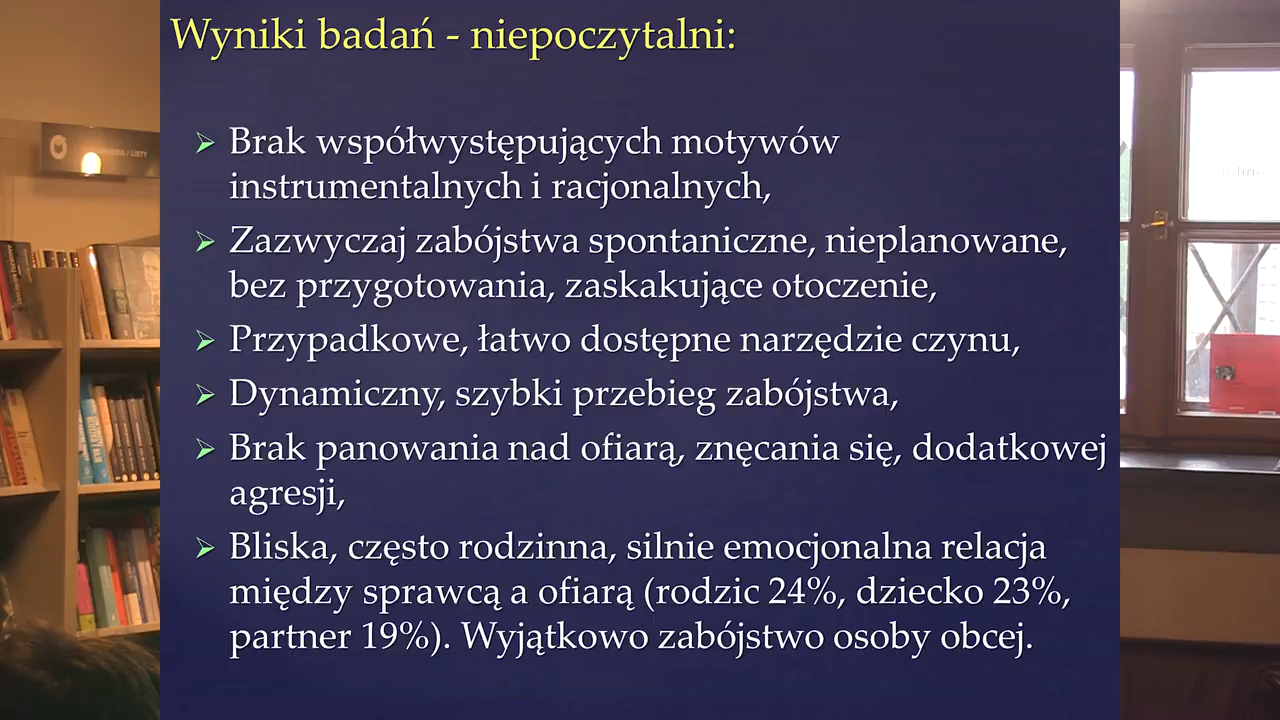 Wyniki badań - niepoczytalni:
Brak współwystępujących motywów
instrumentalnych i racjonalnych,
Zazwyczaj zabójstwa spontaniczne, nieplanowane,
bez przygotowania, zaskakujące otoczenie,
Przypadkowe, łatwo dostępne narzędzie czynu,
Dynamiczny, szybki przebieg zabójstwa,
Brak panowania nad ofiarą, znęcania się, dodatkowej
agresji,
Bliska, często rodzinna, silnie emocjonalna relacja
między sprawcą a ofiarą (rodzic 24%, dziecko 23%,
partner 19%). Wyjątkowo zabójstwo osoby obcej.